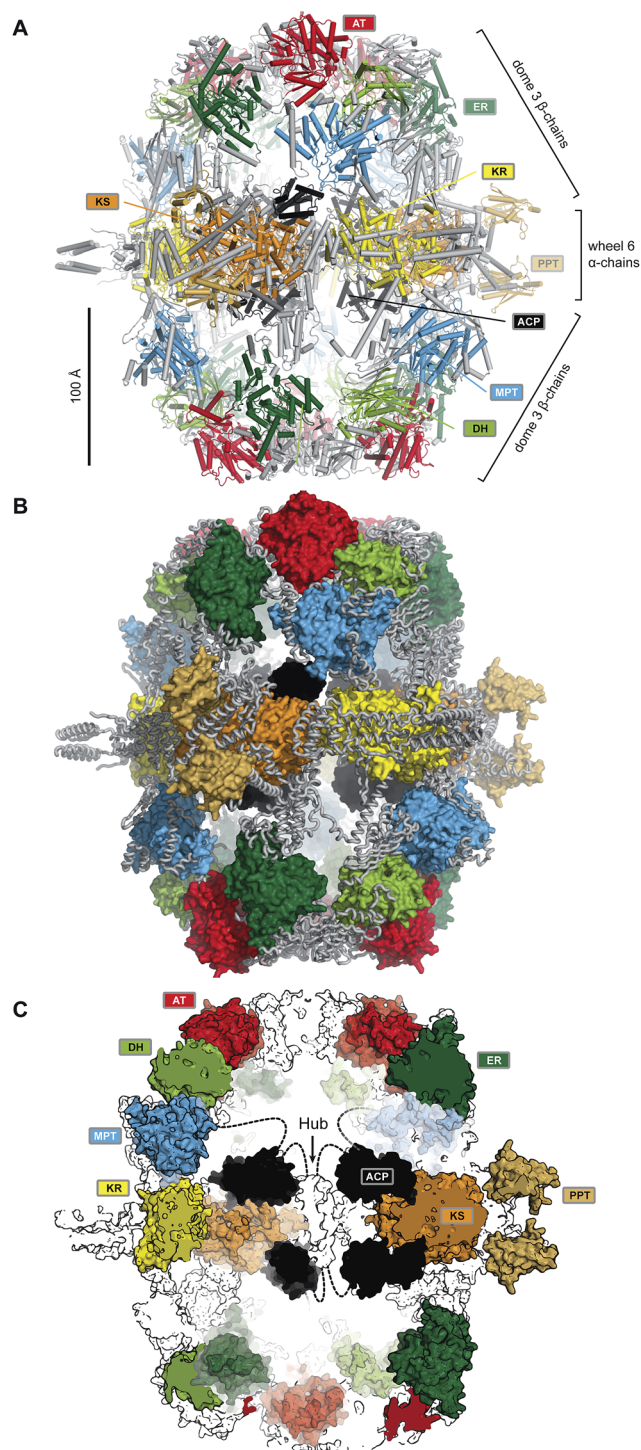 A
AT
ER
dome 3 β-chains
KR
KS
wheel 6
α-chains
PPT
ACP
100 Å
MPT
DH
dome 3 β-chains
B
C
AT
DH
ER
Hub
MPT
ACP
KR
PPT
KS